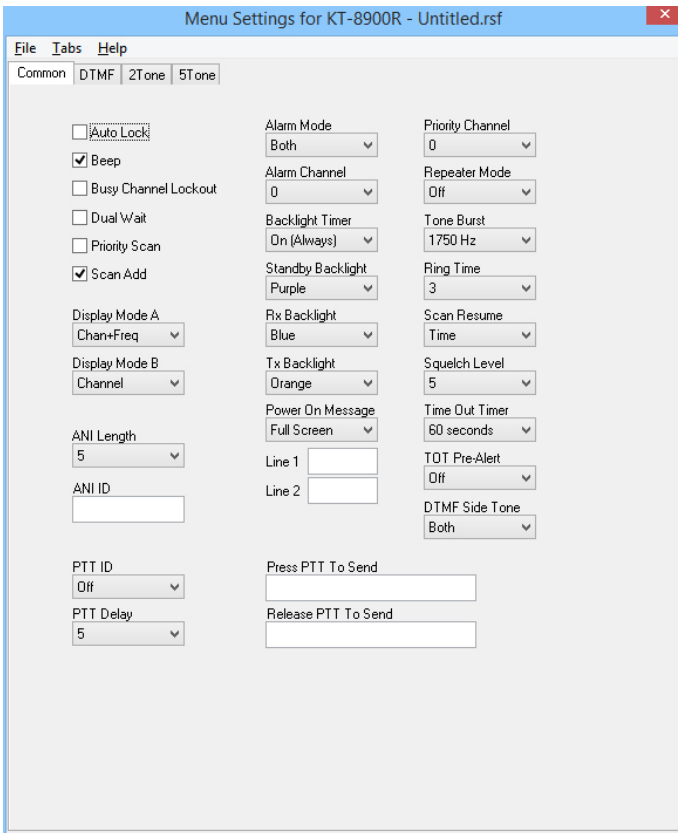 Menu Settings for KT-8900R - Untitled.rsf
File Tabs Help
Common DTMF 2Tone 5Tone
Auto Lock
Beep
Busy Channel Lockout
Dual Wait
Priority Scan
Scan Add
Display Mode A
Chan+Freq
Display Mode B
Channel
ANI Length
5
ANI ID
PTT ID
Off
PTT Delay
5
Alarm Mode
Both
Alarm Channel
0
Backlight Timer
On (Always)
Standby Backlight
Purple
Rx Backlight
Blue
Tx Backlight
Orange
Power On Message
Full Screen
Line 1
Line 2
Press PTT To Send
Release PTT To Send
Priority Channel
0
Repeater Mode
Off
Tone Burst
1750 Hz
Ring Time
3
Scan Resume
Time
Squelch Level
5
Time Out Timer
60 seconds
TOT Pre-Alert
Off
DTMF Side Tone
Both